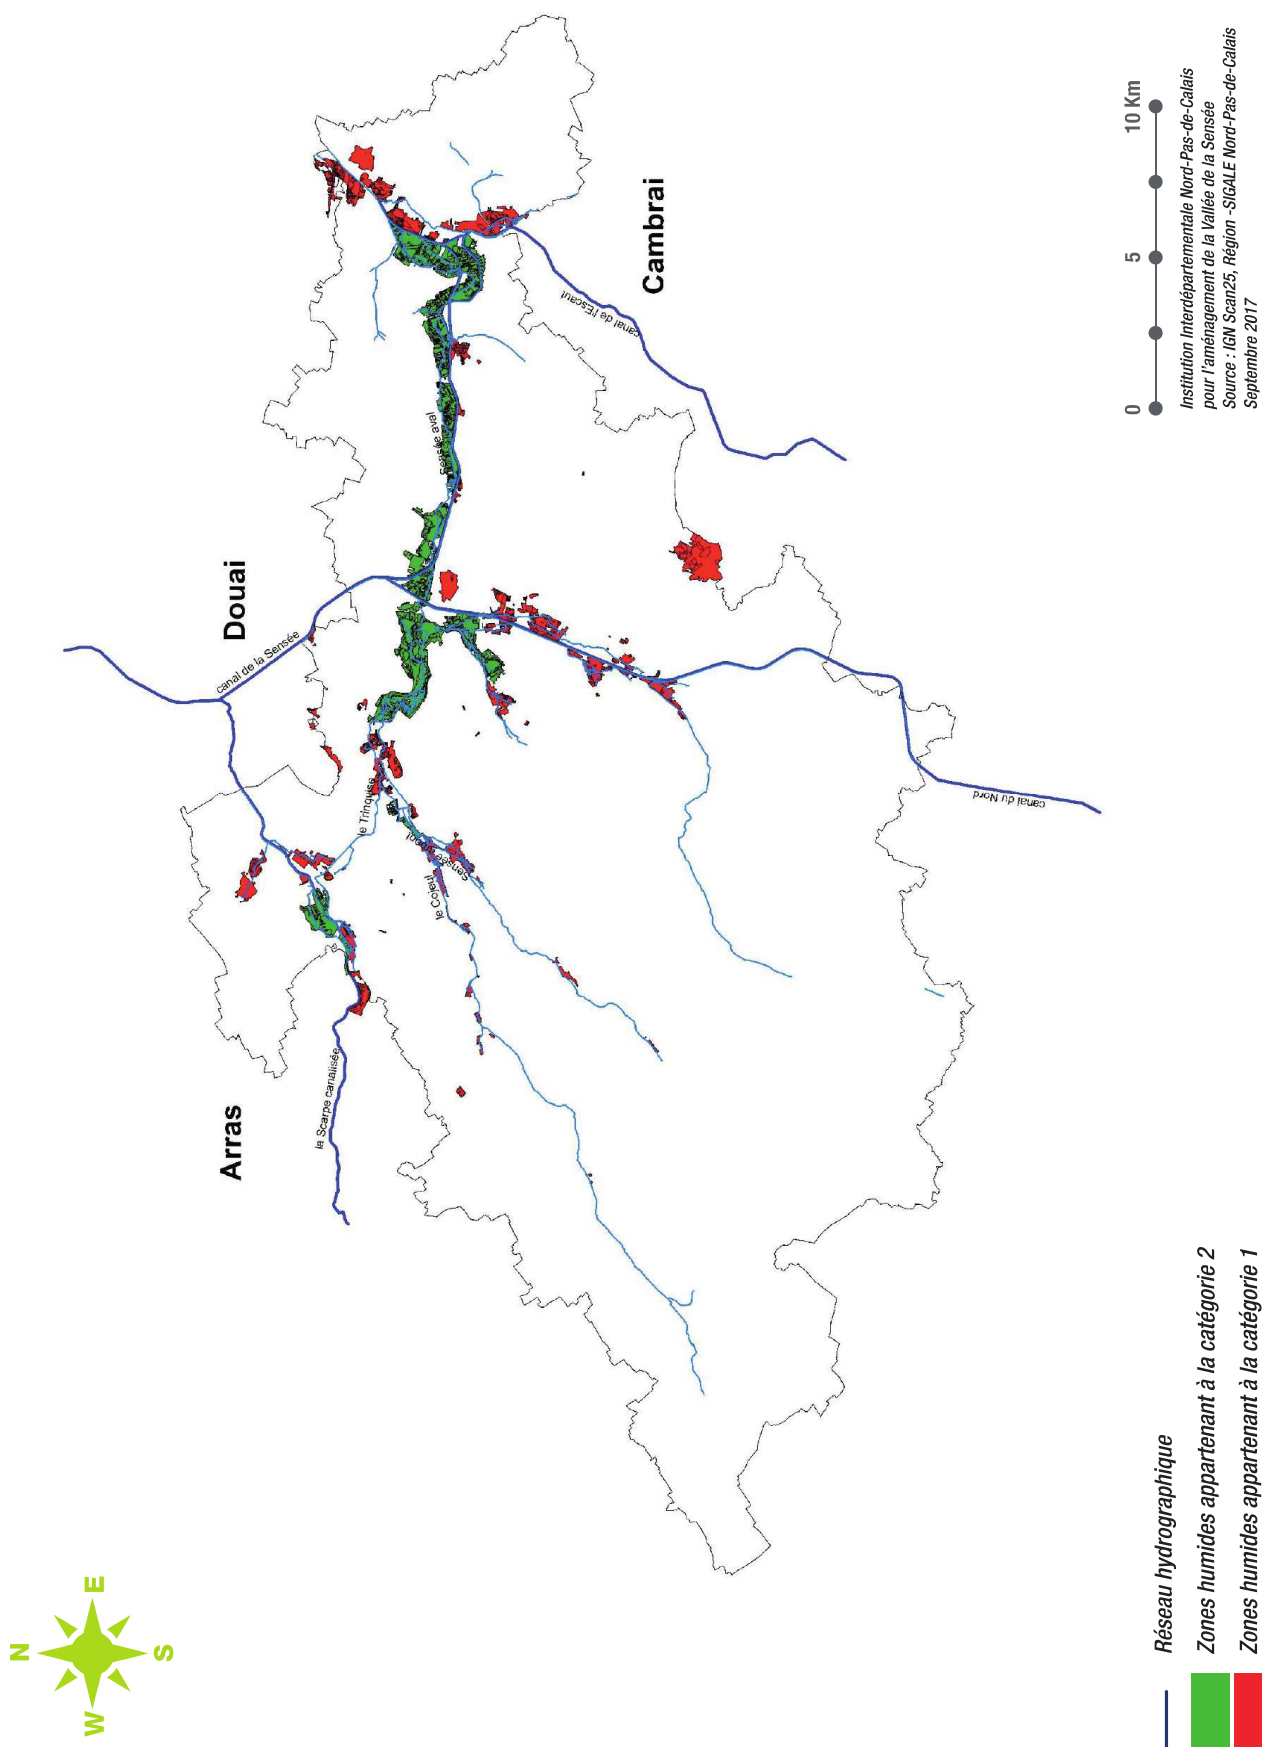 N
W
E
S
Arras
Douai
Cambrai
la Scarpe canalisée
canal de la Sensée
le Trinquise
Sensée amont
le Cojeul
Sensée aval
canal de l'Escaut
canal du Nord
Réseau hydrographique
Zones humides appartenant à la catégorie 2
Zones humides appartenant à la catégorie 1
0
5
10 Km
Institution Interdépartementale Nord-Pas-de-Calais
pour l'aménagement de la Vallée de la Sensée
Source : IGN Scan25, Région -SIGALE Nord-Pas-de-Calais
Septembre 2017